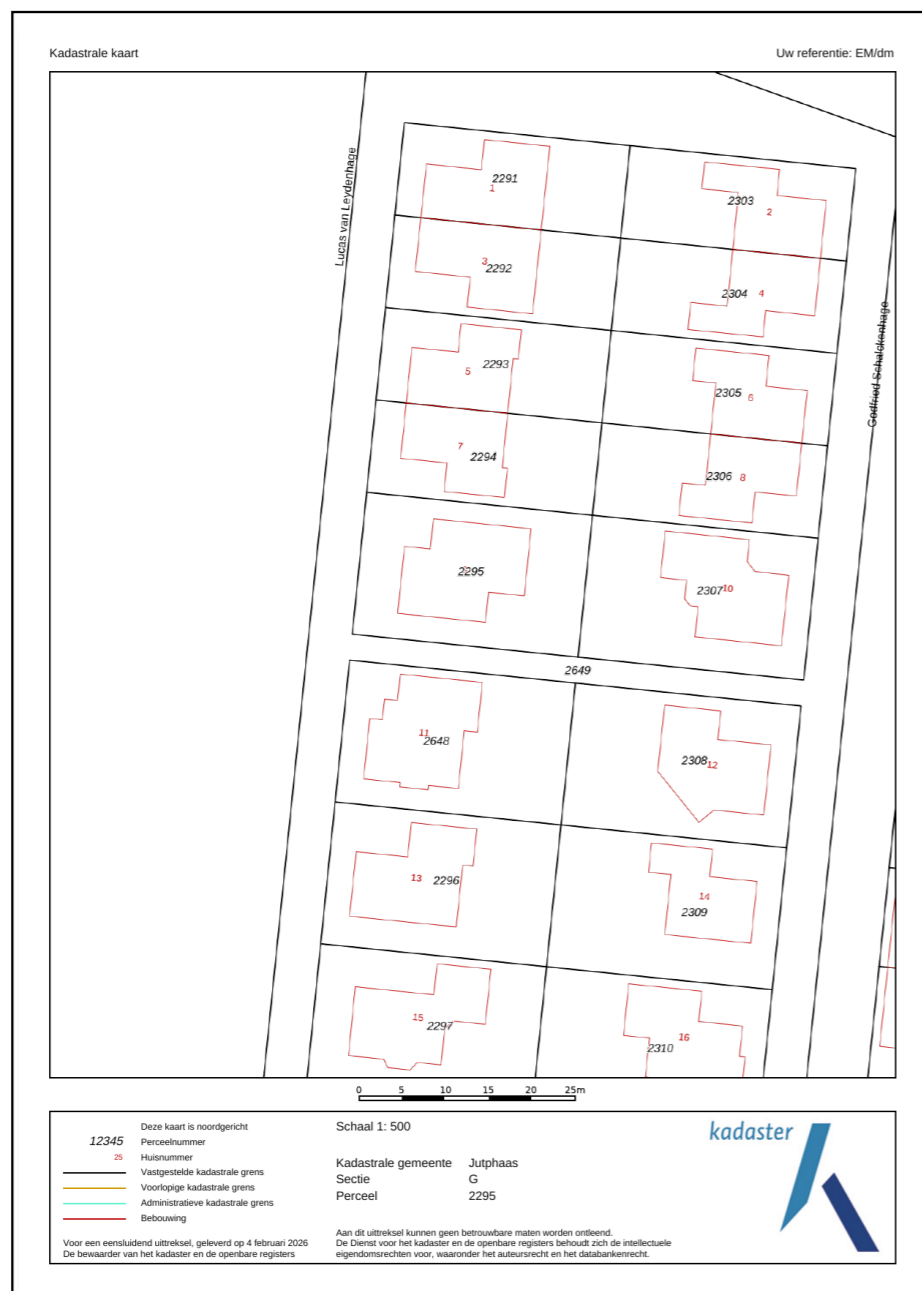 Kadastrale kaart
Uw referentie: EM/dm
Lucas van Leydenhage
Godfried Schalckenhage
2291
1
2303
2
3
2292
2304
4
2293
5
2305
6
7
2294
2306
8
2295
2307
10
2649
11
2648
2308
12
13
2296
14
2309
15
2297
16
2310
0 5 10 15 20 25m
Deze kaart is noordgericht
12345 Perceelnummer
25 Huisnummer
Vastgestelde kadastrale grens
Voorlopige kadastrale grens
Administratieve kadastrale grens
Bebouwing
Voor een eensluidend uittreksel, geleverd op 4 februari 2026
De bewaarder van het kadaster en de openbare registers
Schaal 1: 500
Kadastrale gemeente Jutphaas
Sectie G
Perceel 2295
Aan dit uittreksel kunnen geen betrouwbare maten worden ontleend.
De Dienst voor het kadaster en de openbare registers behoudt zich de intellectuele
eigendomsrechten voor, waaronder het auteursrecht en het databankenrecht.
kadaster